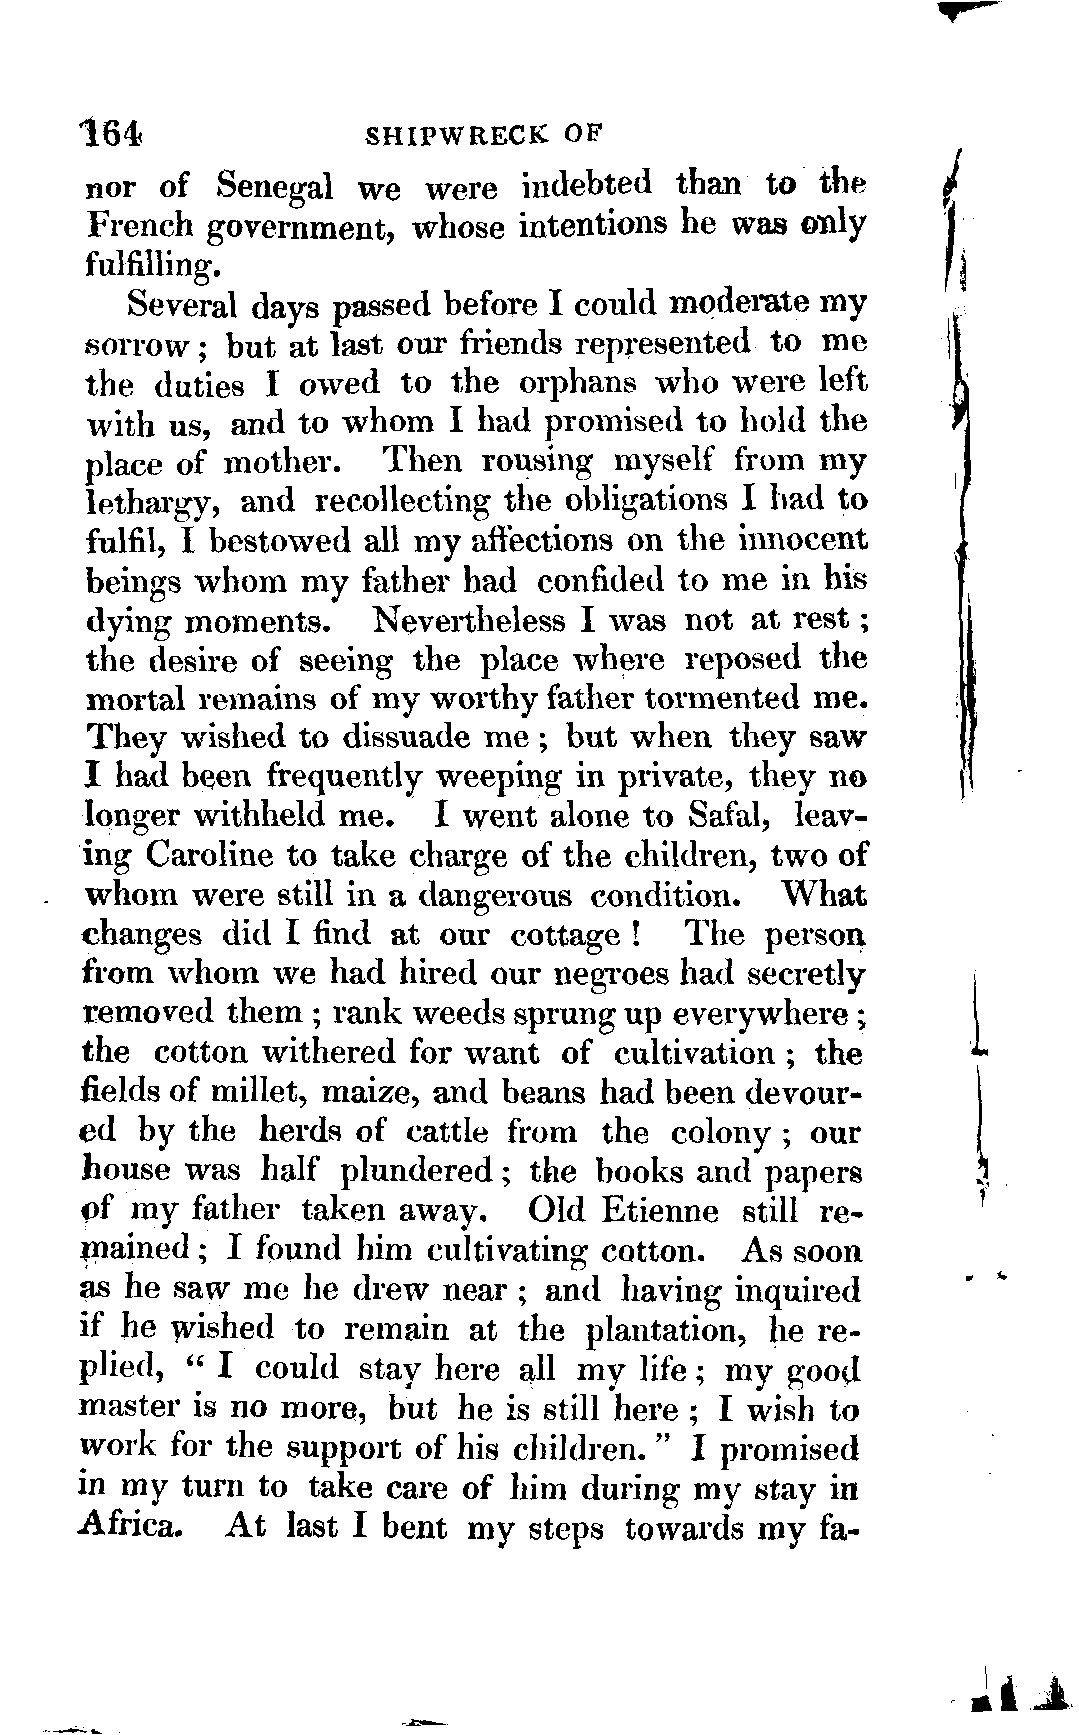 164 SHIPWRECK OF
nor of Senegal we were indebted than to the
French government, whose intentions he was only
fulfilling.
Several days passed before I could moderate my
sorrow; but at last our friends represented to me
the duties I owed to the orphans who were left
with us, and to whom I had promised to hold the
place of mother. Then rousing myself from my
lethargy, and recollecting the obligations I had to
fulfil, I bestowed all my affections on the innocent
beings whom my father had confided to me in his
dying moments. Nevertheless I was not at rest;
the desire of seeing the place where reposed the
mortal remains of my worthy father tormented me.
They wished to dissuade me; but when they saw
I had been frequently weeping in private, they no
longer withheld me. I went alone to Safal, leav-
ing Caroline to take charge of the children, two of
whom were still in a dangerous condition. What
changes did I find at our cottage! The person
from whom we had hired our negroes had secretly
removed them; rank weeds sprung up everywhere;
the cotton withered for want of cultivation; the
fields of millet, maize, and beans had been devour-
ed by the herds of cattle from the colony; our
house was half plundered; the books and papers
of my father taken away. Old Etienne still re-
mained; I found him cultivating cotton. As soon
as he saw me he drew near; and having inquired
if he wished to remain at the plantation, he re-
plied, “I could stay here all my life; my good
master is no more, but he is still here; I wish to
work for the support of his children.” I promised
in my turn to take care of him during my stay in
Africa. At last I bent my steps towards my fa-